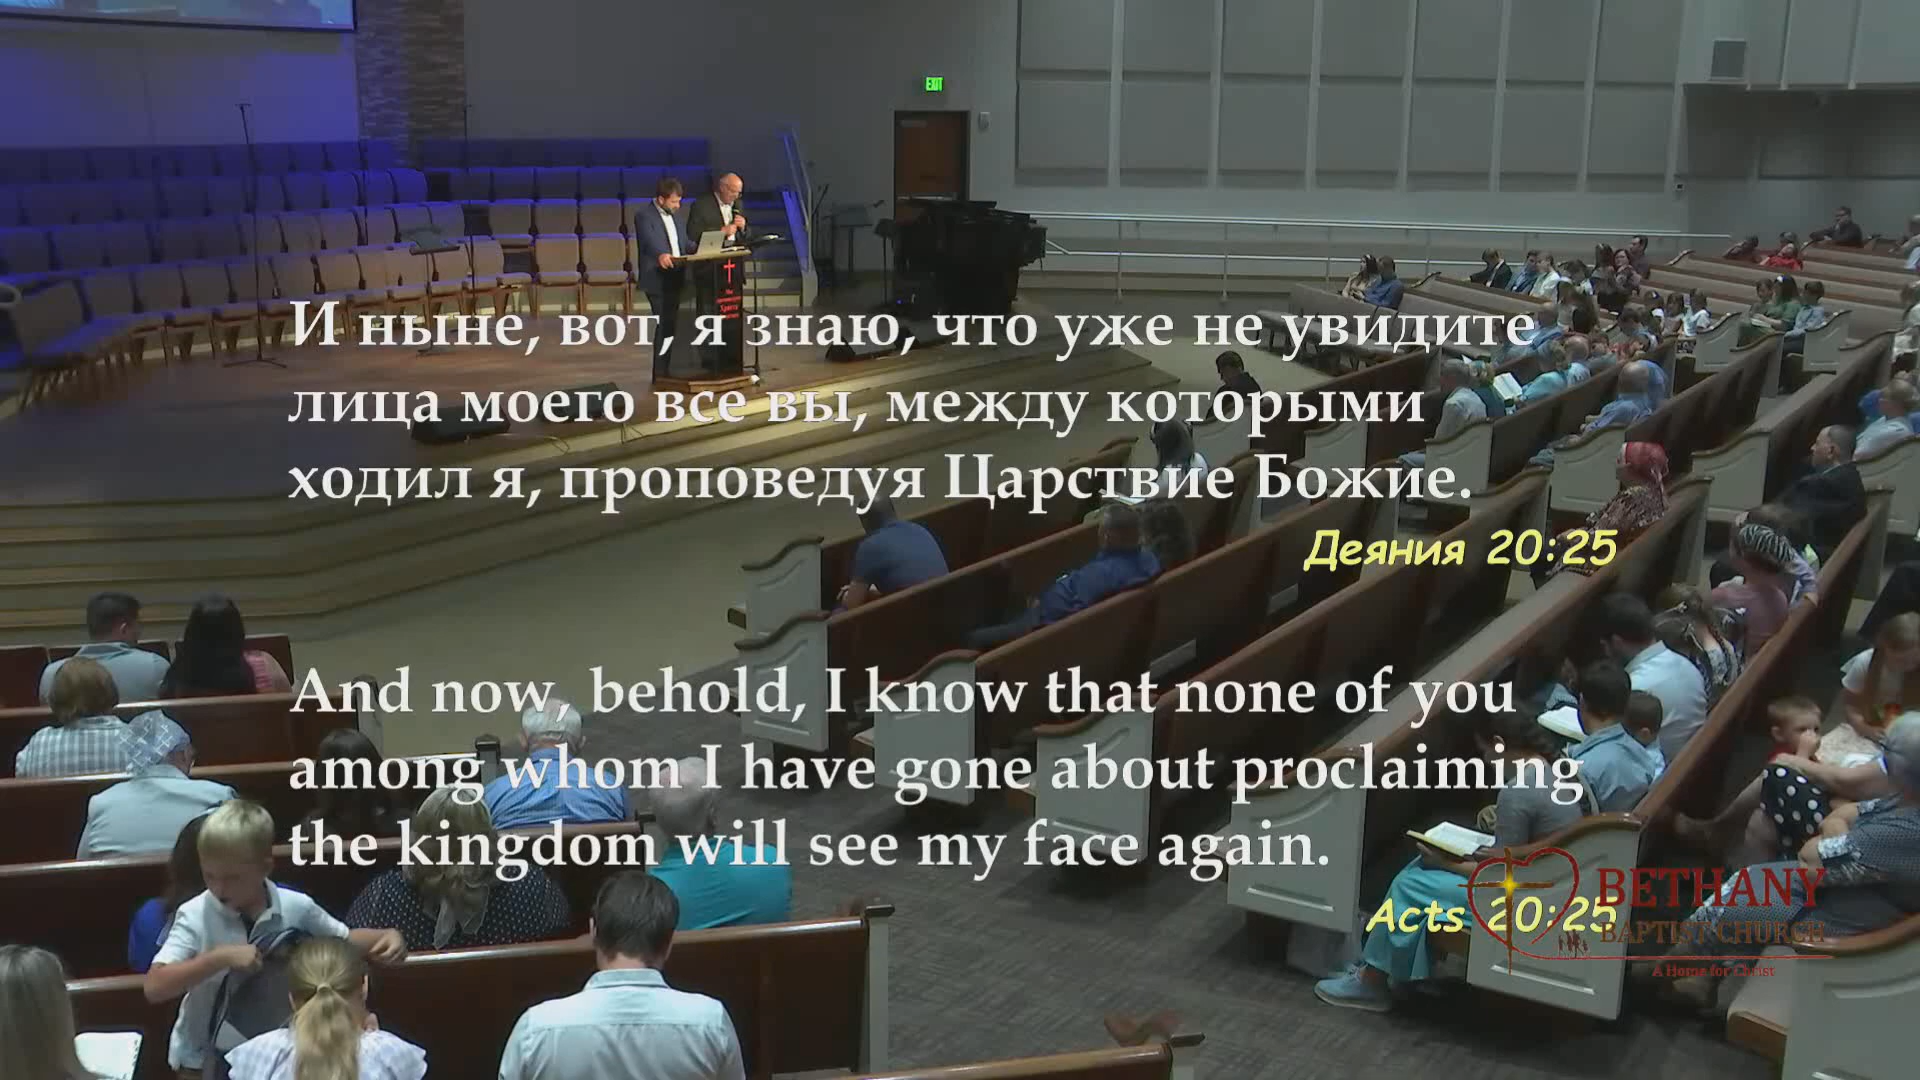 EXIT
И ныне, вот, я знаю, что уже не увидите
лица моего все вы, между которыми
ходил я, проповедуя Царствие Божие.
Деяния 20:25
And now, behold, I know that none of you
among whom I have gone about proclaiming
the kingdom will see my face again.
Acts 20:25
BETHANY
BAPTIST CHURCH
A Home for Christ